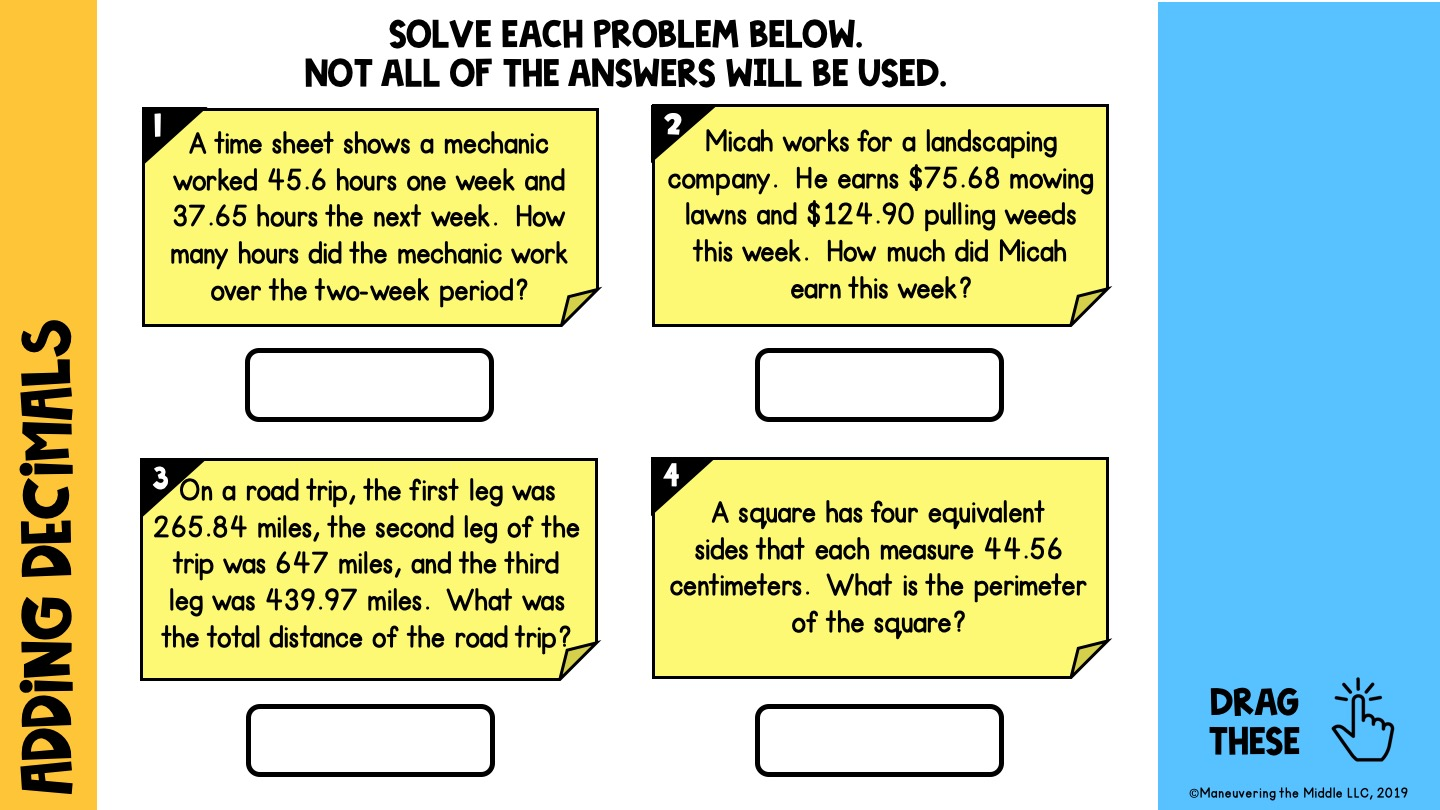 SOLVE EACH PROBLEM BELOW.
NOT ALL OF THE ANSWERS WILL BE USED.
ADDING DECIMALS
1
A time sheet shows a mechanic
worked 45.6 hours one week and
37.65 hours the next week. How
many hours did the mechanic work
over the two-week period?
2
Micah works for a landscaping
company. He earns $75.68 mowing
lawns and $124.90 pulling weeds
this week. How much did Micah
earn this week?
3
On a road trip, the first leg was
265.84 miles, the second leg of the
trip was 647 miles, and the third
leg was 439.97 miles. What was
the total distance of the road trip?
4
A square has four equivalent
sides that each measure 44.56
centimeters. What is the perimeter
of the square?
DRAG
THESE
©Maneuvering the Middle LLC, 2019